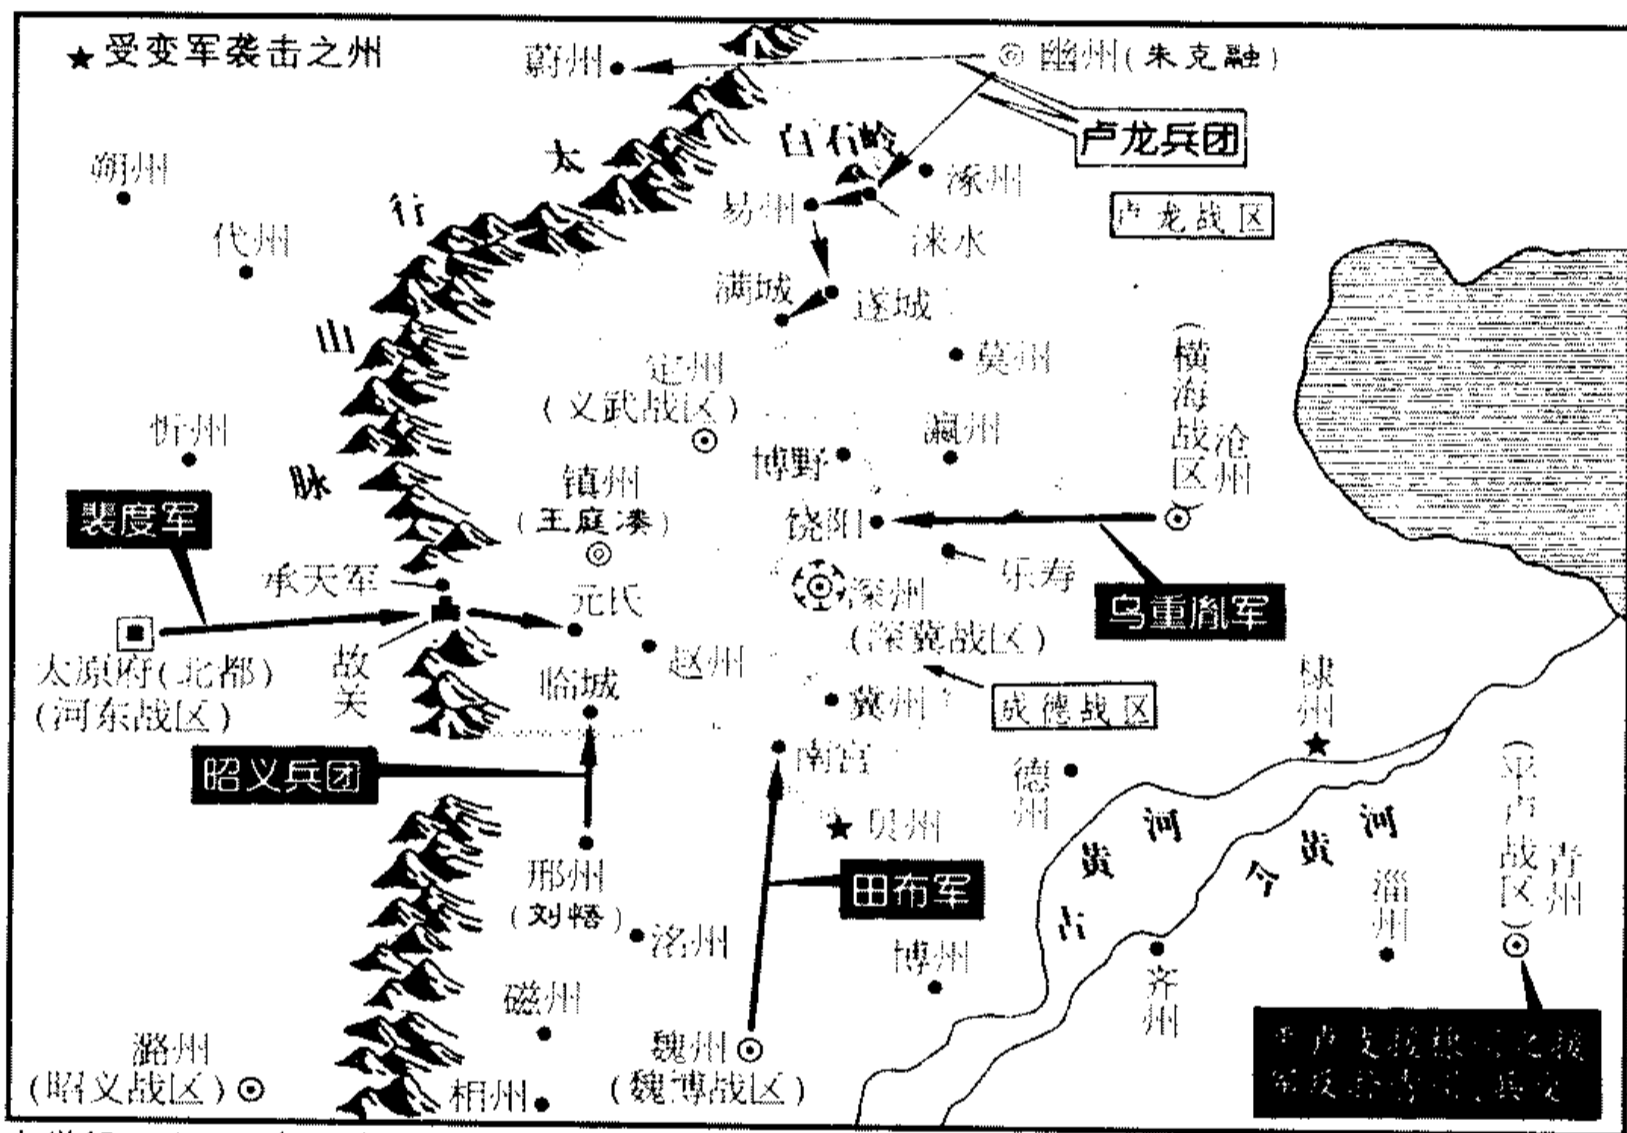 ★受变军袭击之州
蔚州
幽州(朱克融)
卢龙兵团
白石岭
太
行
山
脉
朔州
涿州
易州
卢龙战区
代州
涞水
满城
遂城
定州
(义武战区)
莫州
(横海战区)
沧州
忻州
瀛州
博野
镇州
(王庭凑)
裴度军
饶阳
承天军
元氏
深州
(深冀战区)
乐寿
乌重胤军
太原府(北都)
(河东战区)
故关
临城
赵州
冀州
成德战区
棣州
昭义兵团
南宫
德州
(平卢战区)
青州
贝州
古黄河
今黄河
邢州
(刘悟)
田布军
淄州
洺州
博州
齐州
磁州
潞州
(昭义战区)
魏州
(魏博战区)
相州